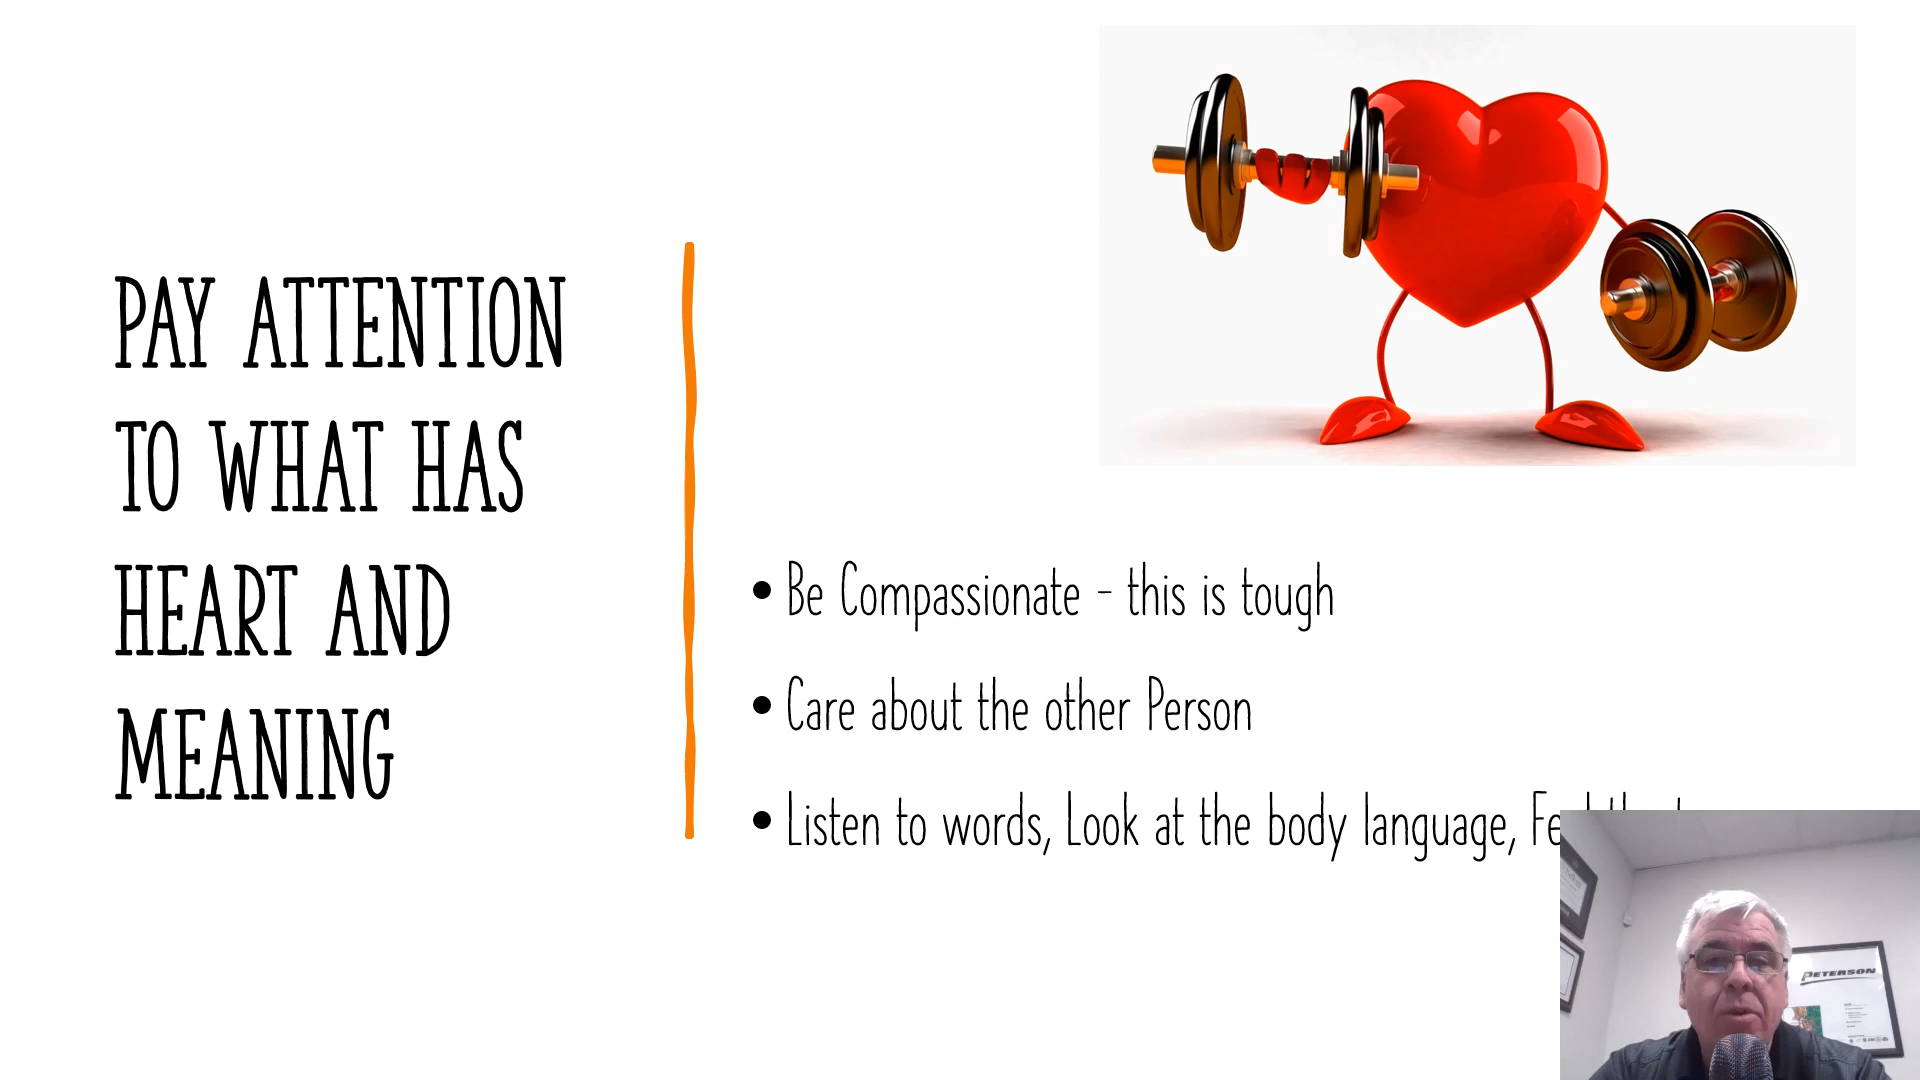 PAY ATTENTION
TO WHAT HAS
HEART AND
MEANING
• Be Compassionate - this is tough
• Care about the other Person
• Listen to words, Look at the body language,
PETERSON